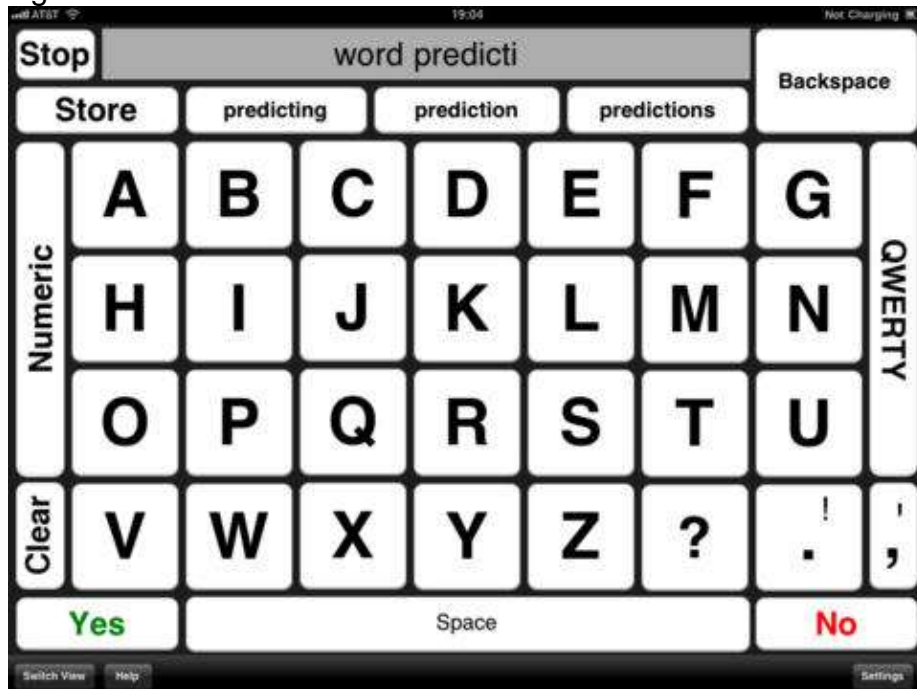 AT&T 19:04 Not Charging
Stop word predicti Backspace
Store predicting prediction predictions
Numeric A B C D E F G QWERTY
H I J K L M N
O P Q R S T U
Clear V W X Y Z ? . ! , '
Yes Space No
Switch View Help Settings